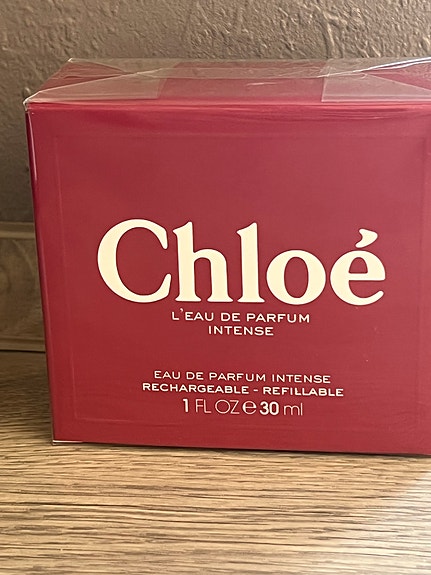 Chloé
L'EAU DE PARFUM
INTENSE
EAU DE PARFUM INTENSE
RECHARGEABLE - REFILLABLE
1 FL OZ ℮ 30 ml